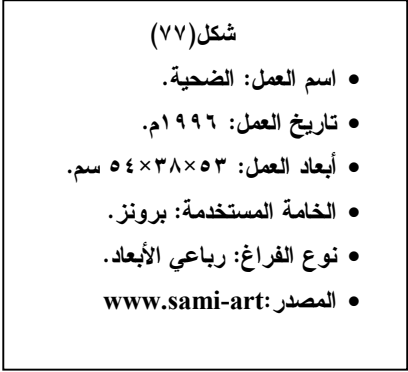 شكل(٧٧)
• اسم العمل: الضحية.
• تاريخ العمل: ١٩٩٦م.
• أبعاد العمل: ٥٣×٣٨×٥٤ سم.
• الخامة المستخدمة: برونز.
• نوع الفراغ: رباعي الأبعاد.
• المصدر:www.sami-art